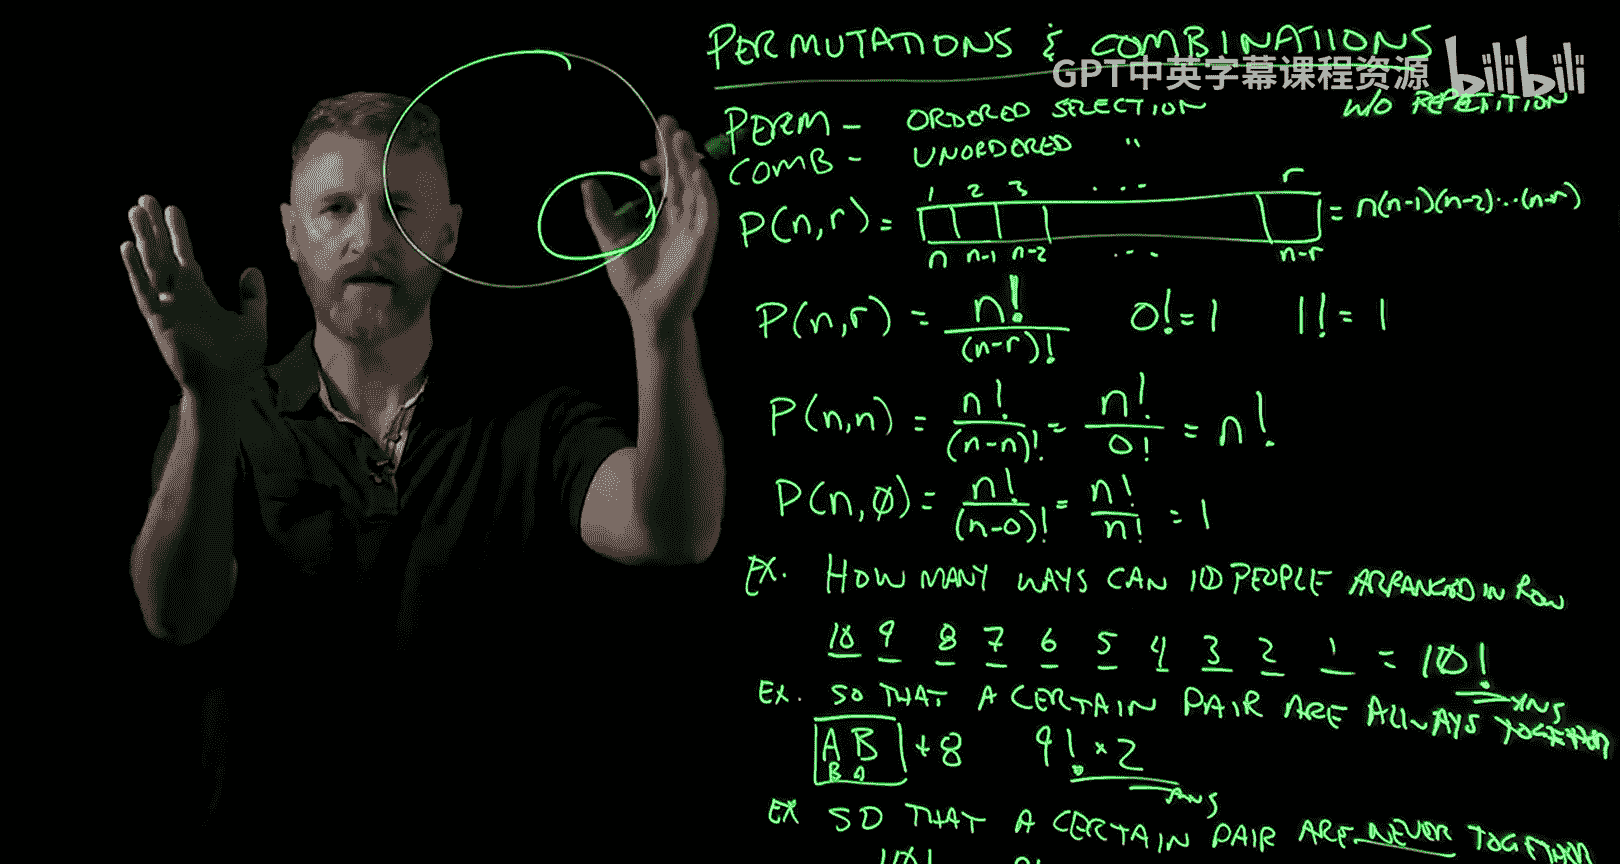 PERMUTATIONS & COMBINATIIONS
GPT中英字幕课程资源 bilibili
W/O REPETITION
PERM - ORDERED SELECTION
COMB - UNORDERED "
1 2 3 ... r
P(n,r) = = n(n-1)(n-2)...(n-r)
n n-1 n-2 ... n-r
P(n,r) = n!/(n-r)! 0! = 1 1! = 1
P(n,n) = n!/(n-n)! = n!/0! = n!
P(n,∅) = n!/(n-0)! = n!/n! = 1
EX. HOW MANY WAYS CAN 10 PEOPLE ARRANGED IN ROW
10 9 8 7 6 5 4 3 2 1 = 10!
ANS
EX. SO THAT A CERTAIN PAIR ARE ALWAYS TOGETHER
AB + 8 9! × 2
BA
ANS
EX SO THAT A CERTAIN PAIR ARE NEVER TOGETHER
10!